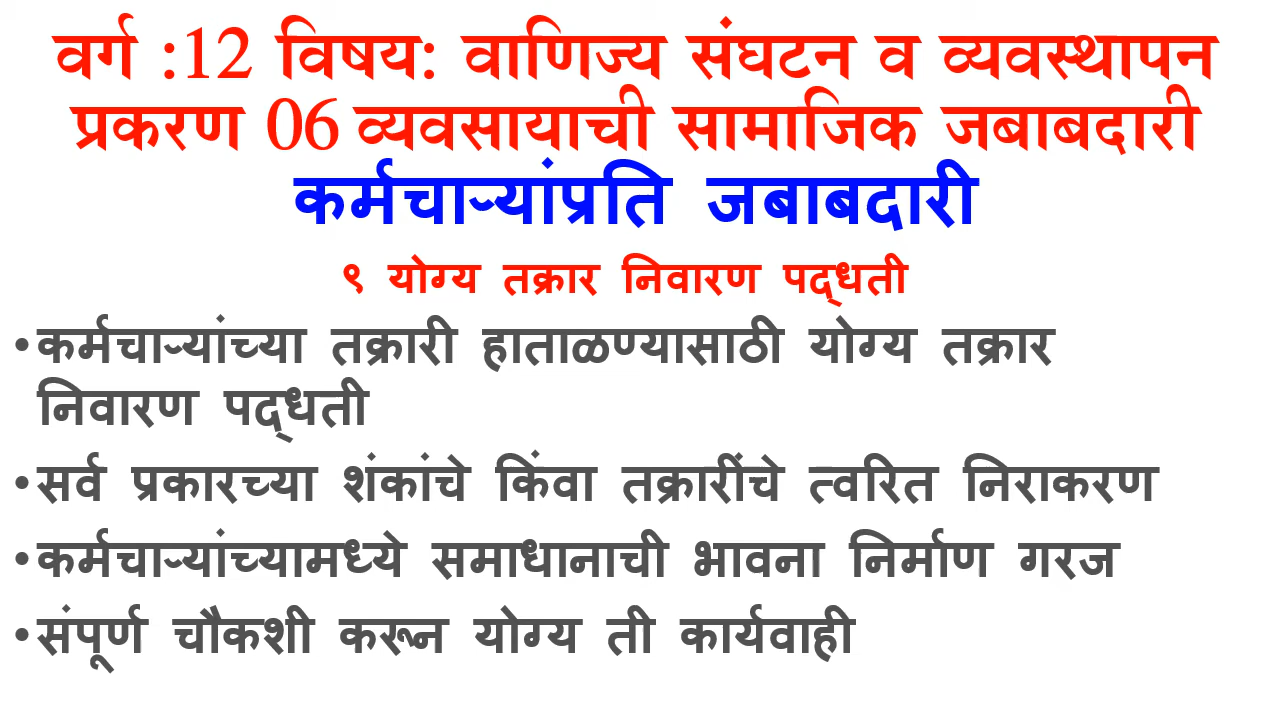 वर्ग :12 विषय: वाणिज्य संघटन व व्यवस्थापन
प्रकरण 06 व्यवसायाची सामाजिक जबाबदारी
कर्मचाऱ्यांप्रति जबाबदारी
९ योग्य तक्रार निवारण पद्धती
•कर्मचाऱ्यांच्या तक्रारी हाताळण्यासाठी योग्य तक्रार
निवारण पद्धती
•सर्व प्रकारच्या शंकांचे किंवा तक्रारींचे त्वरित निराकरण
•कर्मचाऱ्यांच्यामध्ये समाधानाची भावना निर्माण गरज
•संपूर्ण चौकशी करून योग्य ती कार्यवाही